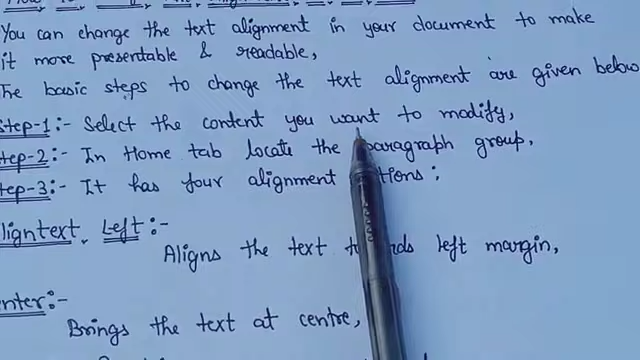 You can change the text alignment in your document to make
it more presentable & readable,
The basic steps to change the text alignment are given below
Step-1:- Select the content you want to modify,
Step-2:- In Home tab locate the paragraph group,
Step-3:- It has four alignment options:
Aligntext Left:-
Aligns the text towards left margin,
Center:-
Brings the text at centre,